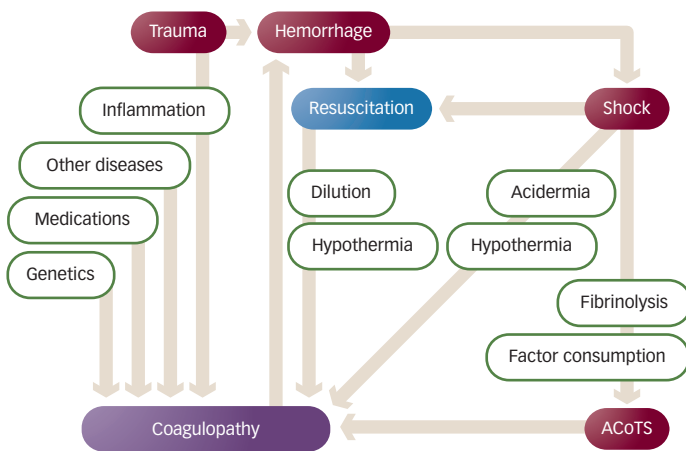 Trauma
Hemorrhage
Inflammation
Resuscitation
Shock
Other diseases
Dilution
Acidermia
Medications
Hypothermia
Hypothermia
Genetics
Fibrinolysis
Factor consumption
Coagulopathy
ACoTS